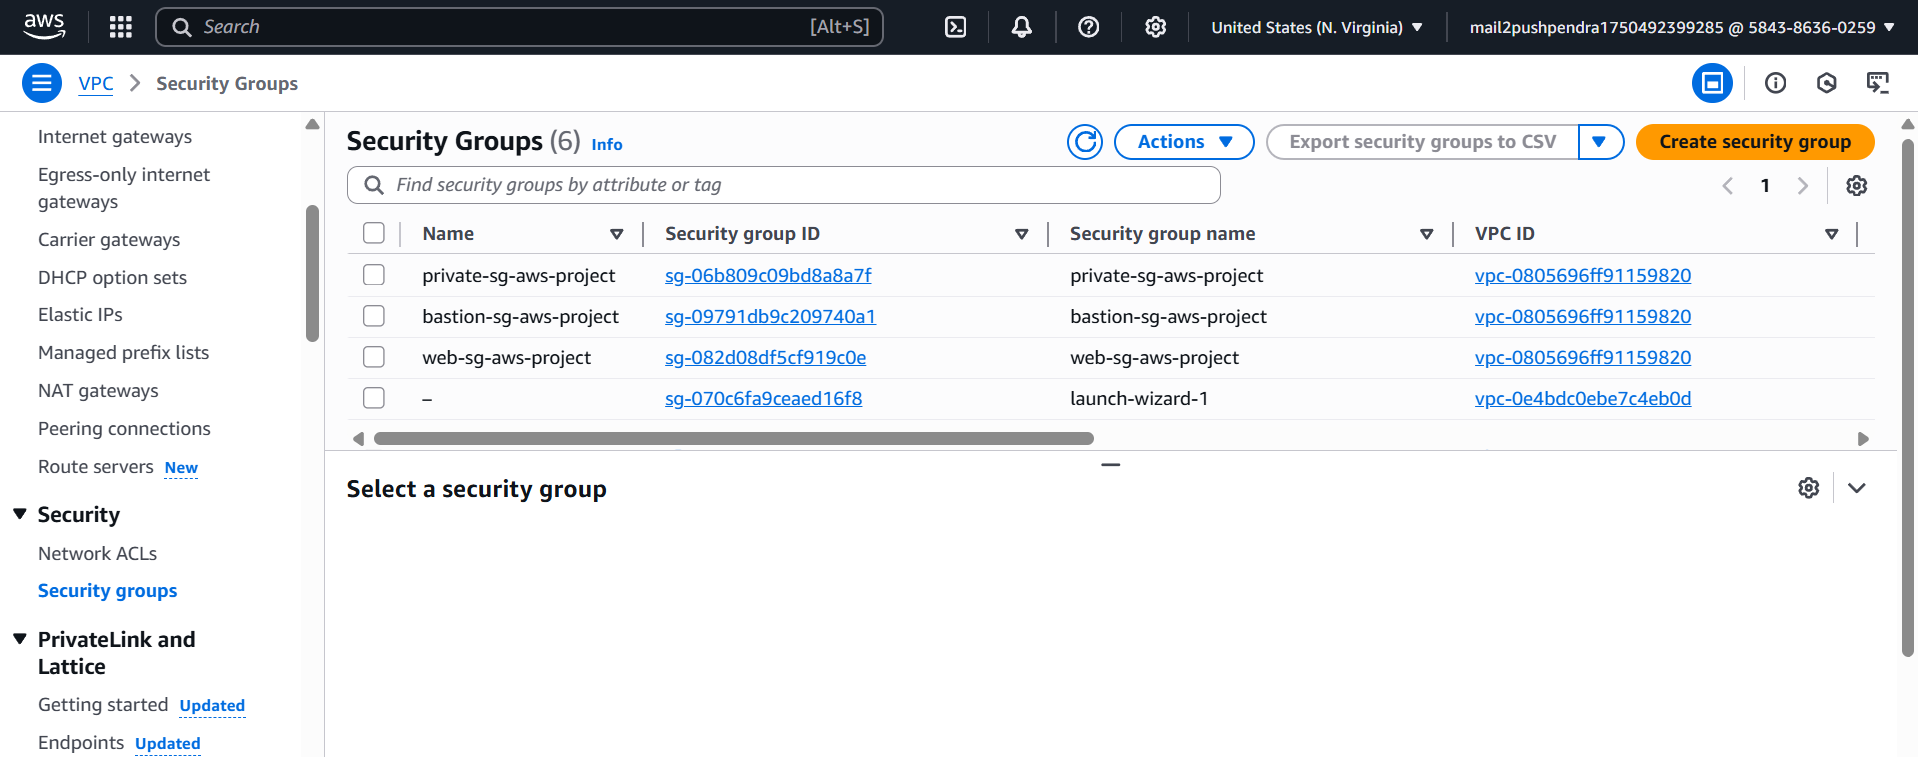 aws
Search [Alt+S] United States (N. Virginia) mail2pushpendra1750492399285 @ 5843-8636-0259
VPC Security Groups
Internet gateways
Egress-only internet
gateways
Carrier gateways
DHCP option sets
Elastic IPs
Managed prefix lists
NAT gateways
Peering connections
Route servers New
Security
Network ACLs
Security groups
PrivateLink and
Lattice
Getting started Updated
Endpoints Updated
Security Groups (6) Info Actions Export security groups to CSV Create security group
Find security groups by attribute or tag 1
Name Security group ID Security group name VPC ID
private-sg-aws-project sg-06b809c09bd8a8a7f private-sg-aws-project vpc-0805696ff91159820
bastion-sg-aws-project sg-09791db9c209740a1 bastion-sg-aws-project vpc-0805696ff91159820
web-sg-aws-project sg-082d08df5cf919c0e web-sg-aws-project vpc-0805696ff91159820
– sg-070c6fa9ceaed16f8 launch-wizard-1 vpc-0e4bdc0ebe7c4eb0d
Select a security group